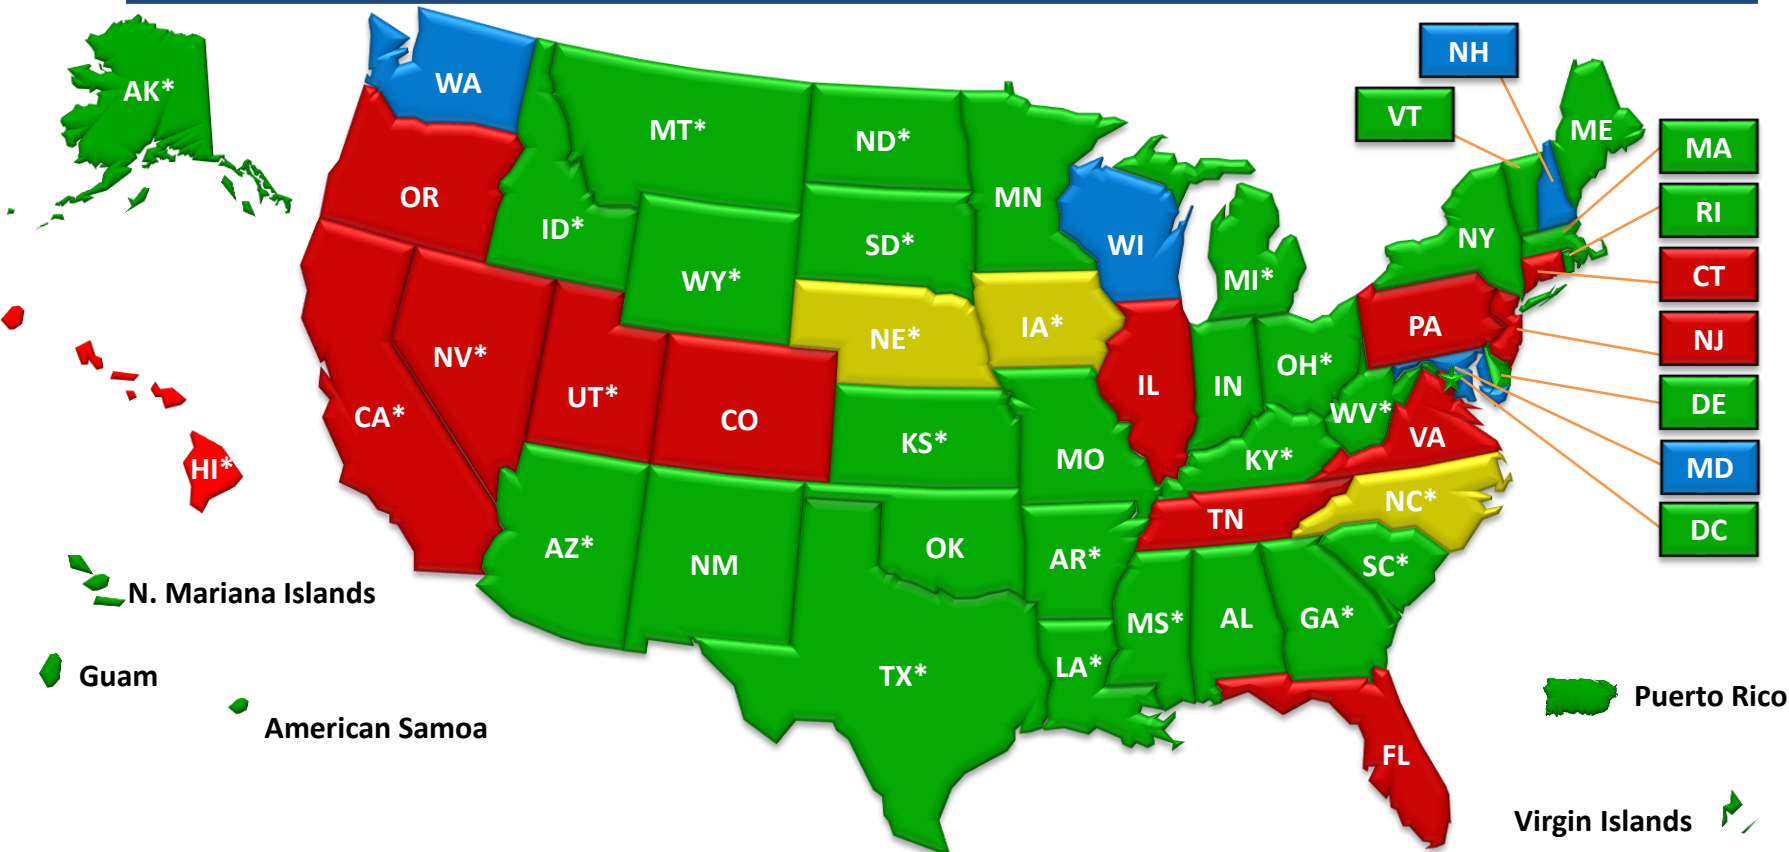 NH
WA
AK*
VT
MT*
ME
ND*
MA
OR
MN
RI
ID*
NY
SD*
WI
WY*
MI*
CT
IA*
PA
NE*
NJ
NV*
OH*
IL
IN
UT*
DE
WV*
CA*
CO
VA
KS*
MO
KY*
MD
HI*
NC*
TN
DC
AZ*
OK
AR*
NM
SC*
N. Mariana Islands
MS*
AL
GA*
LA*
Guam
TX*
Puerto Rico
American Samoa
FL
Virgin Islands